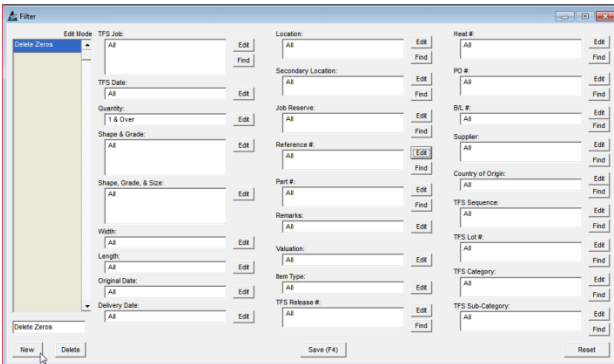 Filter
Edit Mode
Delete Zeros
Delete Zeros
New
Delete
TFS Job:
All
Edit
Find
TFS Date:
All
Edit
Quantity:
1 & Over
Edit
Shape & Grade:
All
Edit
Shape, Grade, & Size:
All
Edit
Width:
All
Edit
Length:
All
Edit
Original Date:
All
Edit
Delivery Date:
All
Edit
Location:
All
Edit
Find
Secondary Location:
All
Edit
Find
Job Reserve:
All
Edit
Find
Reference #:
All
Edit
Find
Part #:
All
Edit
Find
Remarks:
All
Edit
Valuation:
All
Edit
Item Type:
All
Edit
TFS Release #:
All
Edit
Find
Save (F4)
Heat #:
All
Edit
Find
PO #:
All
Edit
Find
B/L #:
All
Edit
Find
Supplier:
All
Edit
Find
Country of Origin:
All
Edit
Find
TFS Sequence:
All
Edit
Find
TFS Lot #:
All
Edit
Find
TFS Category:
All
Edit
Find
TFS Sub-Category:
All
Edit
Find
Reset